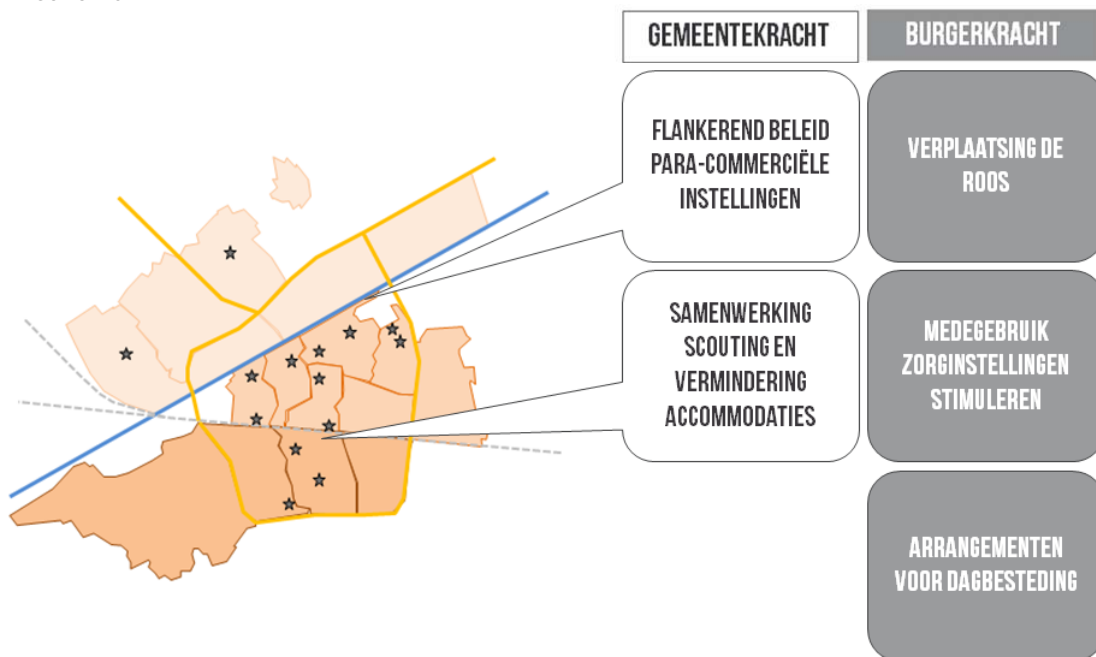 GEMEENTEKRACHT
BURGERKRACHT
FLANKEREND BELEID
PARA-COMMERCIËLE
INSTELLINGEN
VERPLAATSING DE
ROOS
SAMENWERKING
SCOUTING EN
VERMINDERING
ACCOMMODATIES
MEDEGEBRUIK
ZORGINSTELLINGEN
STIMULEREN
ARRANGEMENTEN
VOOR DAGBESTEDING